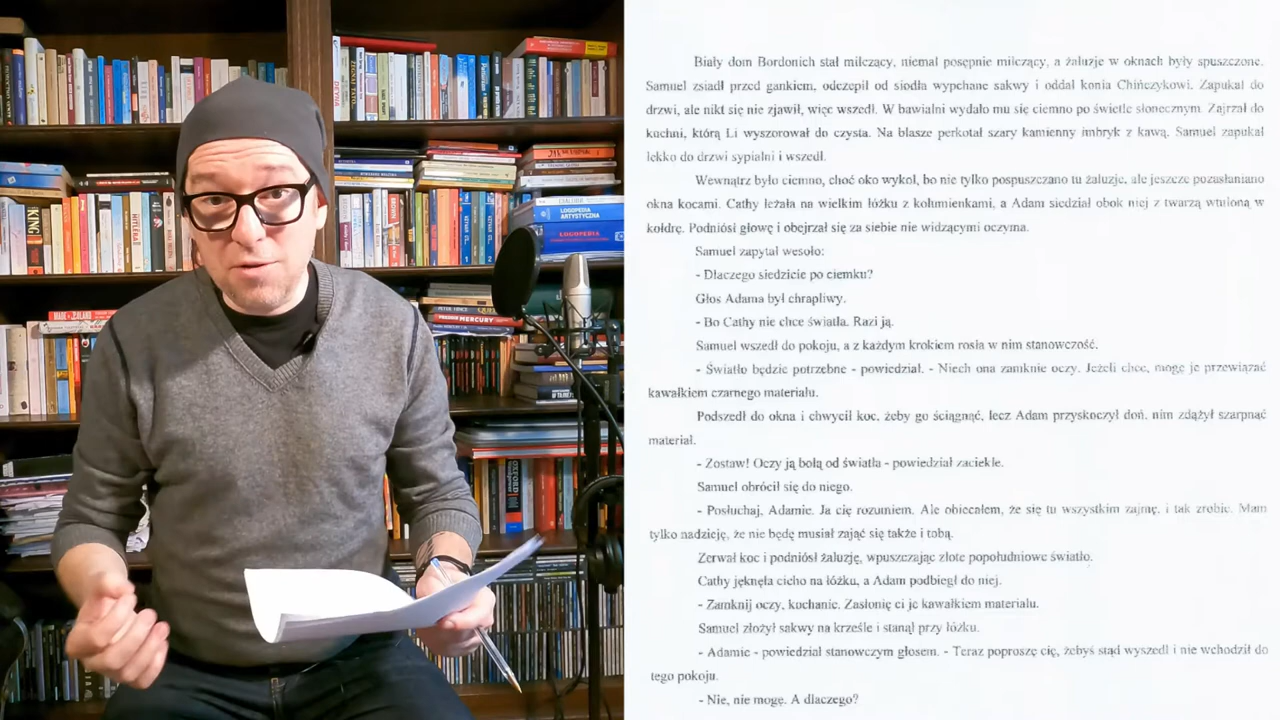 KING
HITLERLAND
LOGOPEDIA
ARTYSTYCZNA
LOGOPEDIA
MERCURY
OXFORD
Biały dom Bordonich stał milczący, niemal posępnie milczący, a żaluzje w oknach były spuszczone.
Samuel zsiadł przed gankiem, odczepił od siodła wypchane sakwy i oddał konia Chińczykowi. Zapukał do
drzwi, ale nikt się nie zjawił, więc wszedł. W bawialni wydało mu się ciemno po świetle słonecznym. Zajrzał do
kuchni, którą Li wyszorował do czysta. Na blasze perkotał szary kamienny imbryk z kawą. Samuel zapukał
lekko do drzwi sypialni i wszedł.
Wewnątrz było ciemno, choć oko wykol, bo nie tylko pospuszczano tu żaluzje, ale jeszcze pozasłaniano
okna kocami. Cathy leżała na wielkim łóżku z kolumienkami, a Adam siedział obok niej z twarzą wtuloną w
kołdrę. Podniósł głowę i obejrzał się za siebie nie widzącymi oczyma.
Samuel zapytał wesoło:
- Dlaczego siedzicie po ciemku?
Głos Adama był chrapliwy.
- Bo Cathy nie chce światła. Razi ją.
Samuel wszedł do pokoju, a z każdym krokiem rosła w nim stanowczość.
- Światło będzie potrzebne - powiedział. - Niech ona zamknie oczy. Jeżeli chce, mogę je przewiązać
kawałkiem czarnego materiału.
Podszedł do okna i chwycił koc, żeby go ściągnąć, lecz Adam przyskoczył doń, nim zdążył szarpnąć
materiał.
- Zostaw! Oczy ją bolą od światła - powiedział zaciekle.
Samuel obrócił się do niego.
- Posłuchaj, Adamie. Ja cię rozumiem. Ale obiecałem, że się tu wszystkim zajmę, i tak zrobię. Mam
tylko nadzieję, że nie będę musiał zająć się także i tobą.
Zerwał koc i podniósł żaluzję, wpuszczając złote popołudniowe światło.
Cathy jęknęła cicho na łóżku, a Adam podbiegł do niej.
- Zamknij oczy, kochanie. Zasłonię ci je kawałkiem materiału.
Samuel złożył sakwy na krześle i stanął przy łóżku.
- Adamie - powiedział stanowczym głosem. - Teraz poproszę cię, żebyś stąd wyszedł i nie wchodził do
tego pokoju.
- Nie, nie mogę. A dlaczego?